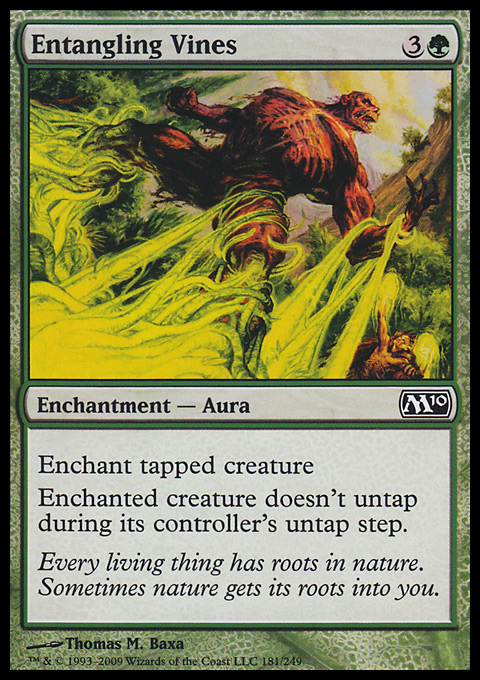 Entangling Vines 3
M10
Enchantment — Aura
Enchant tapped creature
Enchanted creature doesn't untap
during its controller's untap step.
Every living thing has roots in nature.
Sometimes nature gets its roots into you.
Thomas M. Baxa
™ & © 1993–2009 Wizards of the Coast LLC 181/249